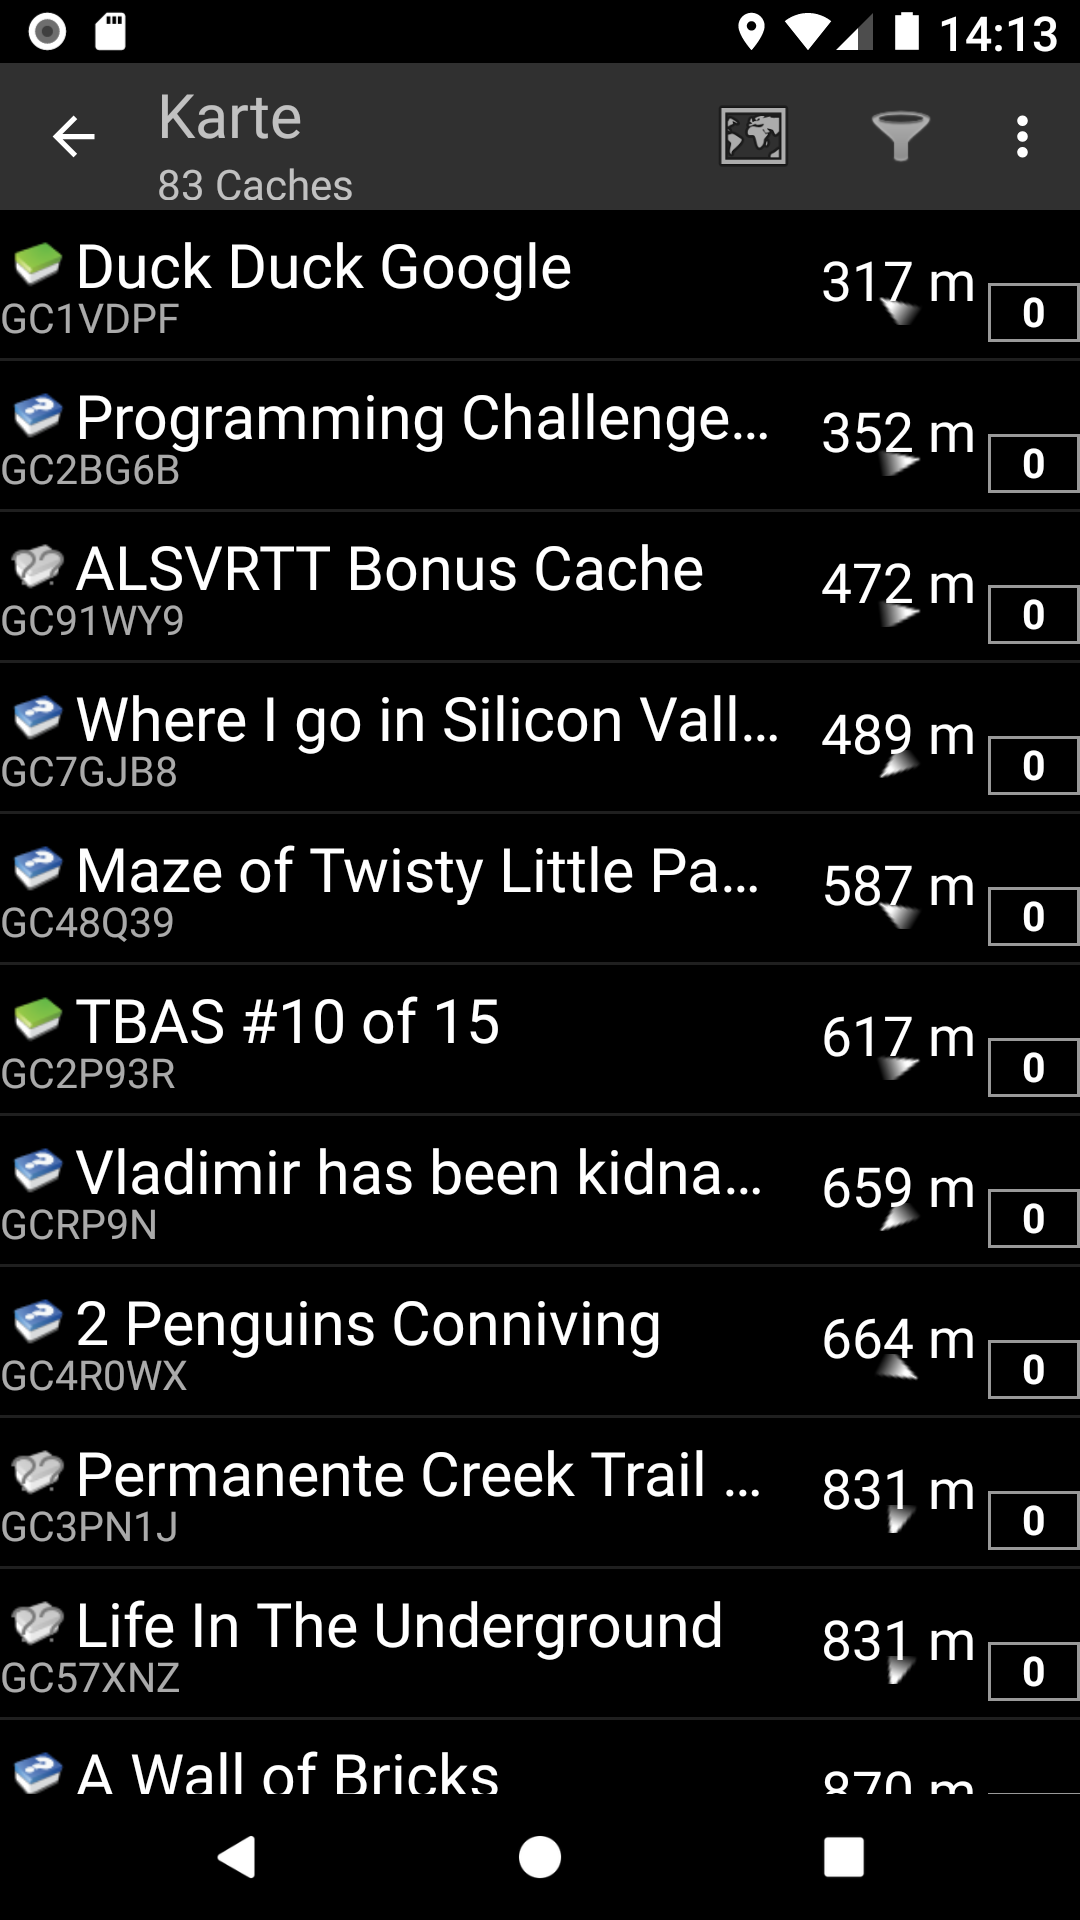 14:13
Karte
83 Caches
Duck Duck Google
317 m
GC1VDPF
0
Programming Challenge...
352 m
GC2BG6B
0
ALSVRTT Bonus Cache
472 m
GC91WY9
0
Where I go in Silicon Vall...
489 m
GC7GJB8
0
Maze of Twisty Little Pa...
587 m
GC48Q39
0
TBAS #10 of 15
617 m
GC2P93R
0
Vladimir has been kidna...
659 m
GCRP9N
0
2 Penguins Conniving
664 m
GC4R0WX
0
Permanente Creek Trail ...
831 m
GC3PN1J
0
Life In The Underground
831 m
GC57XNZ
0
A Wall of Bricks
870 m